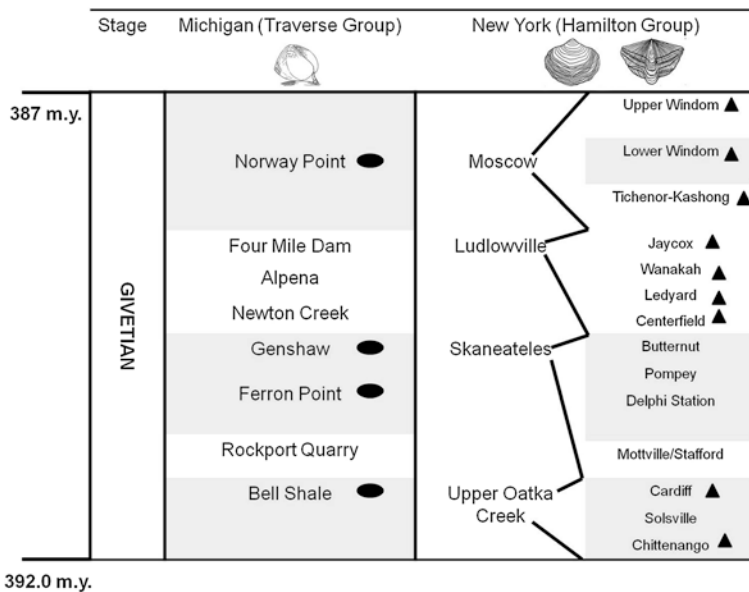 Stage Michigan (Traverse Group) New York (Hamilton Group)
387 m.y.
Upper Windom
Norway Point Moscow Lower Windom
Tichenor-Kashong
Four Mile Dam Ludlowville Jaycox
Alpena Wanakah
Newton Creek Ledyard
Centerfield
GIVETIAN
Genshaw Skaneateles Butternut
Pompey
Ferron Point Delphi Station
Rockport Quarry Mottville/Stafford
Bell Shale Upper Oatka Cardiff
Creek Solsville
Chittenango
392.0 m.y.